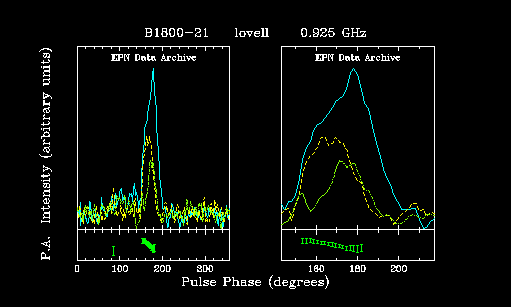 B1800-21 lovell 0.925 GHz
EPN Data Archive EPN Data Archive
Intensity (arbitrary units)
P.A.
0 100 200 300 160 180 200
Pulse Phase (degrees)